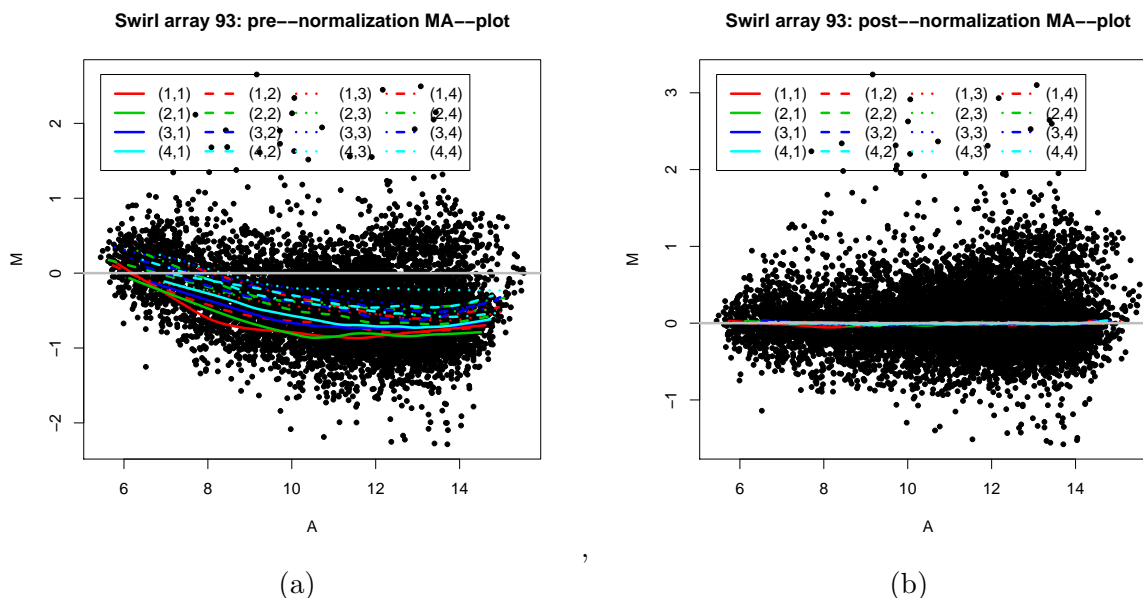 Swirl array 93: pre−−normalization MA−−plot
(1,1) (1,2) (1,3) (1,4)
(2,1) (2,2) (2,3) (2,4)
(3,1) (3,2) (3,3) (3,4)
(4,1) (4,2) (4,3) (4,4)
2
1
0
−1
−2
M
6 8 10 12 14
A
(a)
,
Swirl array 93: post−−normalization MA−−plot
(1,1) (1,2) (1,3) (1,4)
(2,1) (2,2) (2,3) (2,4)
(3,1) (3,2) (3,3) (3,4)
(4,1) (4,2) (4,3) (4,4)
3
2
1
0
−1
M
6 8 10 12 14
A
(b)